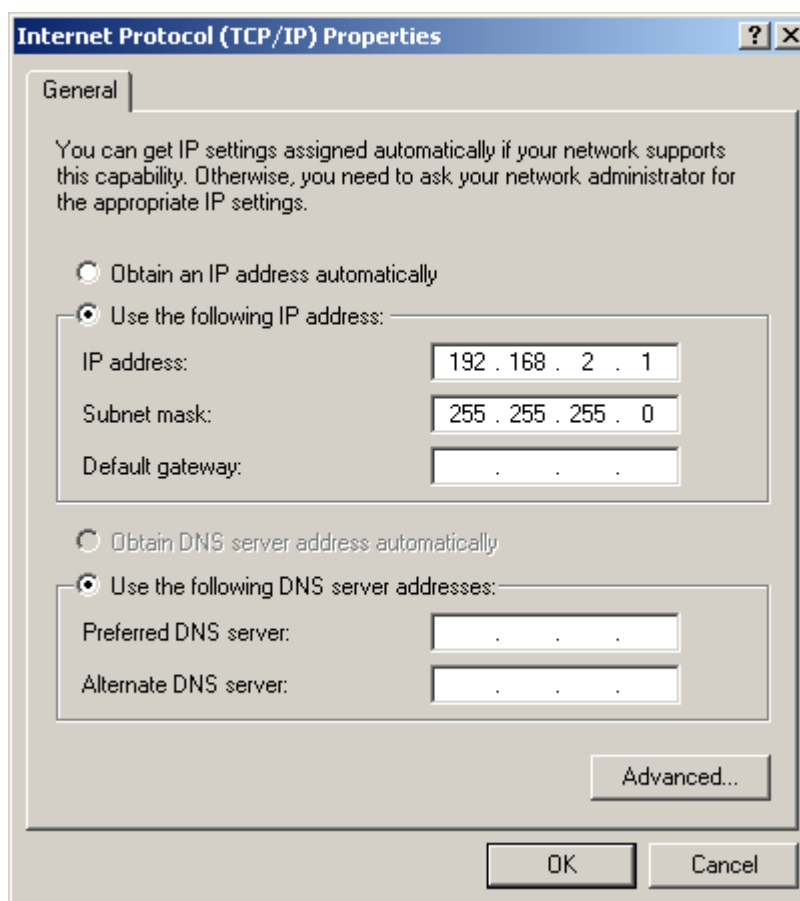 Internet Protocol (TCP/IP) Properties ? X
General
You can get IP settings assigned automatically if your network supports
this capability. Otherwise, you need to ask your network administrator for
the appropriate IP settings.
Obtain an IP address automatically
Use the following IP address:
IP address: 192 . 168 . 2 . 1
Subnet mask: 255 . 255 . 255 . 0
Default gateway: . . .
Obtain DNS server address automatically
Use the following DNS server addresses:
Preferred DNS server: . . .
Alternate DNS server: . . .
Advanced...
OK Cancel